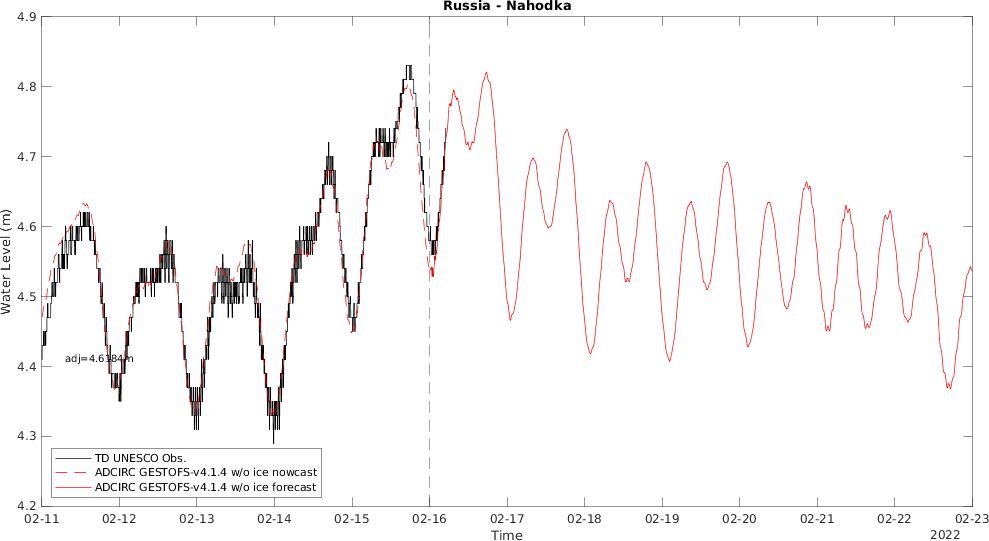 Russia - Nahodka
4.9
4.8
4.7
4.6
4.5
4.4
4.3
4.2
Water Level (m)
adj=4.6184m
TD UNESCO Obs.
ADCIRC GESTOFS-v4.1.4 w/o ice nowcast
ADCIRC GESTOFS-v4.1.4 w/o ice forecast
02-11 02-12 02-13 02-14 02-15 02-16 02-17 02-18 02-19 02-20 02-21 02-22 02-23
Time
2022